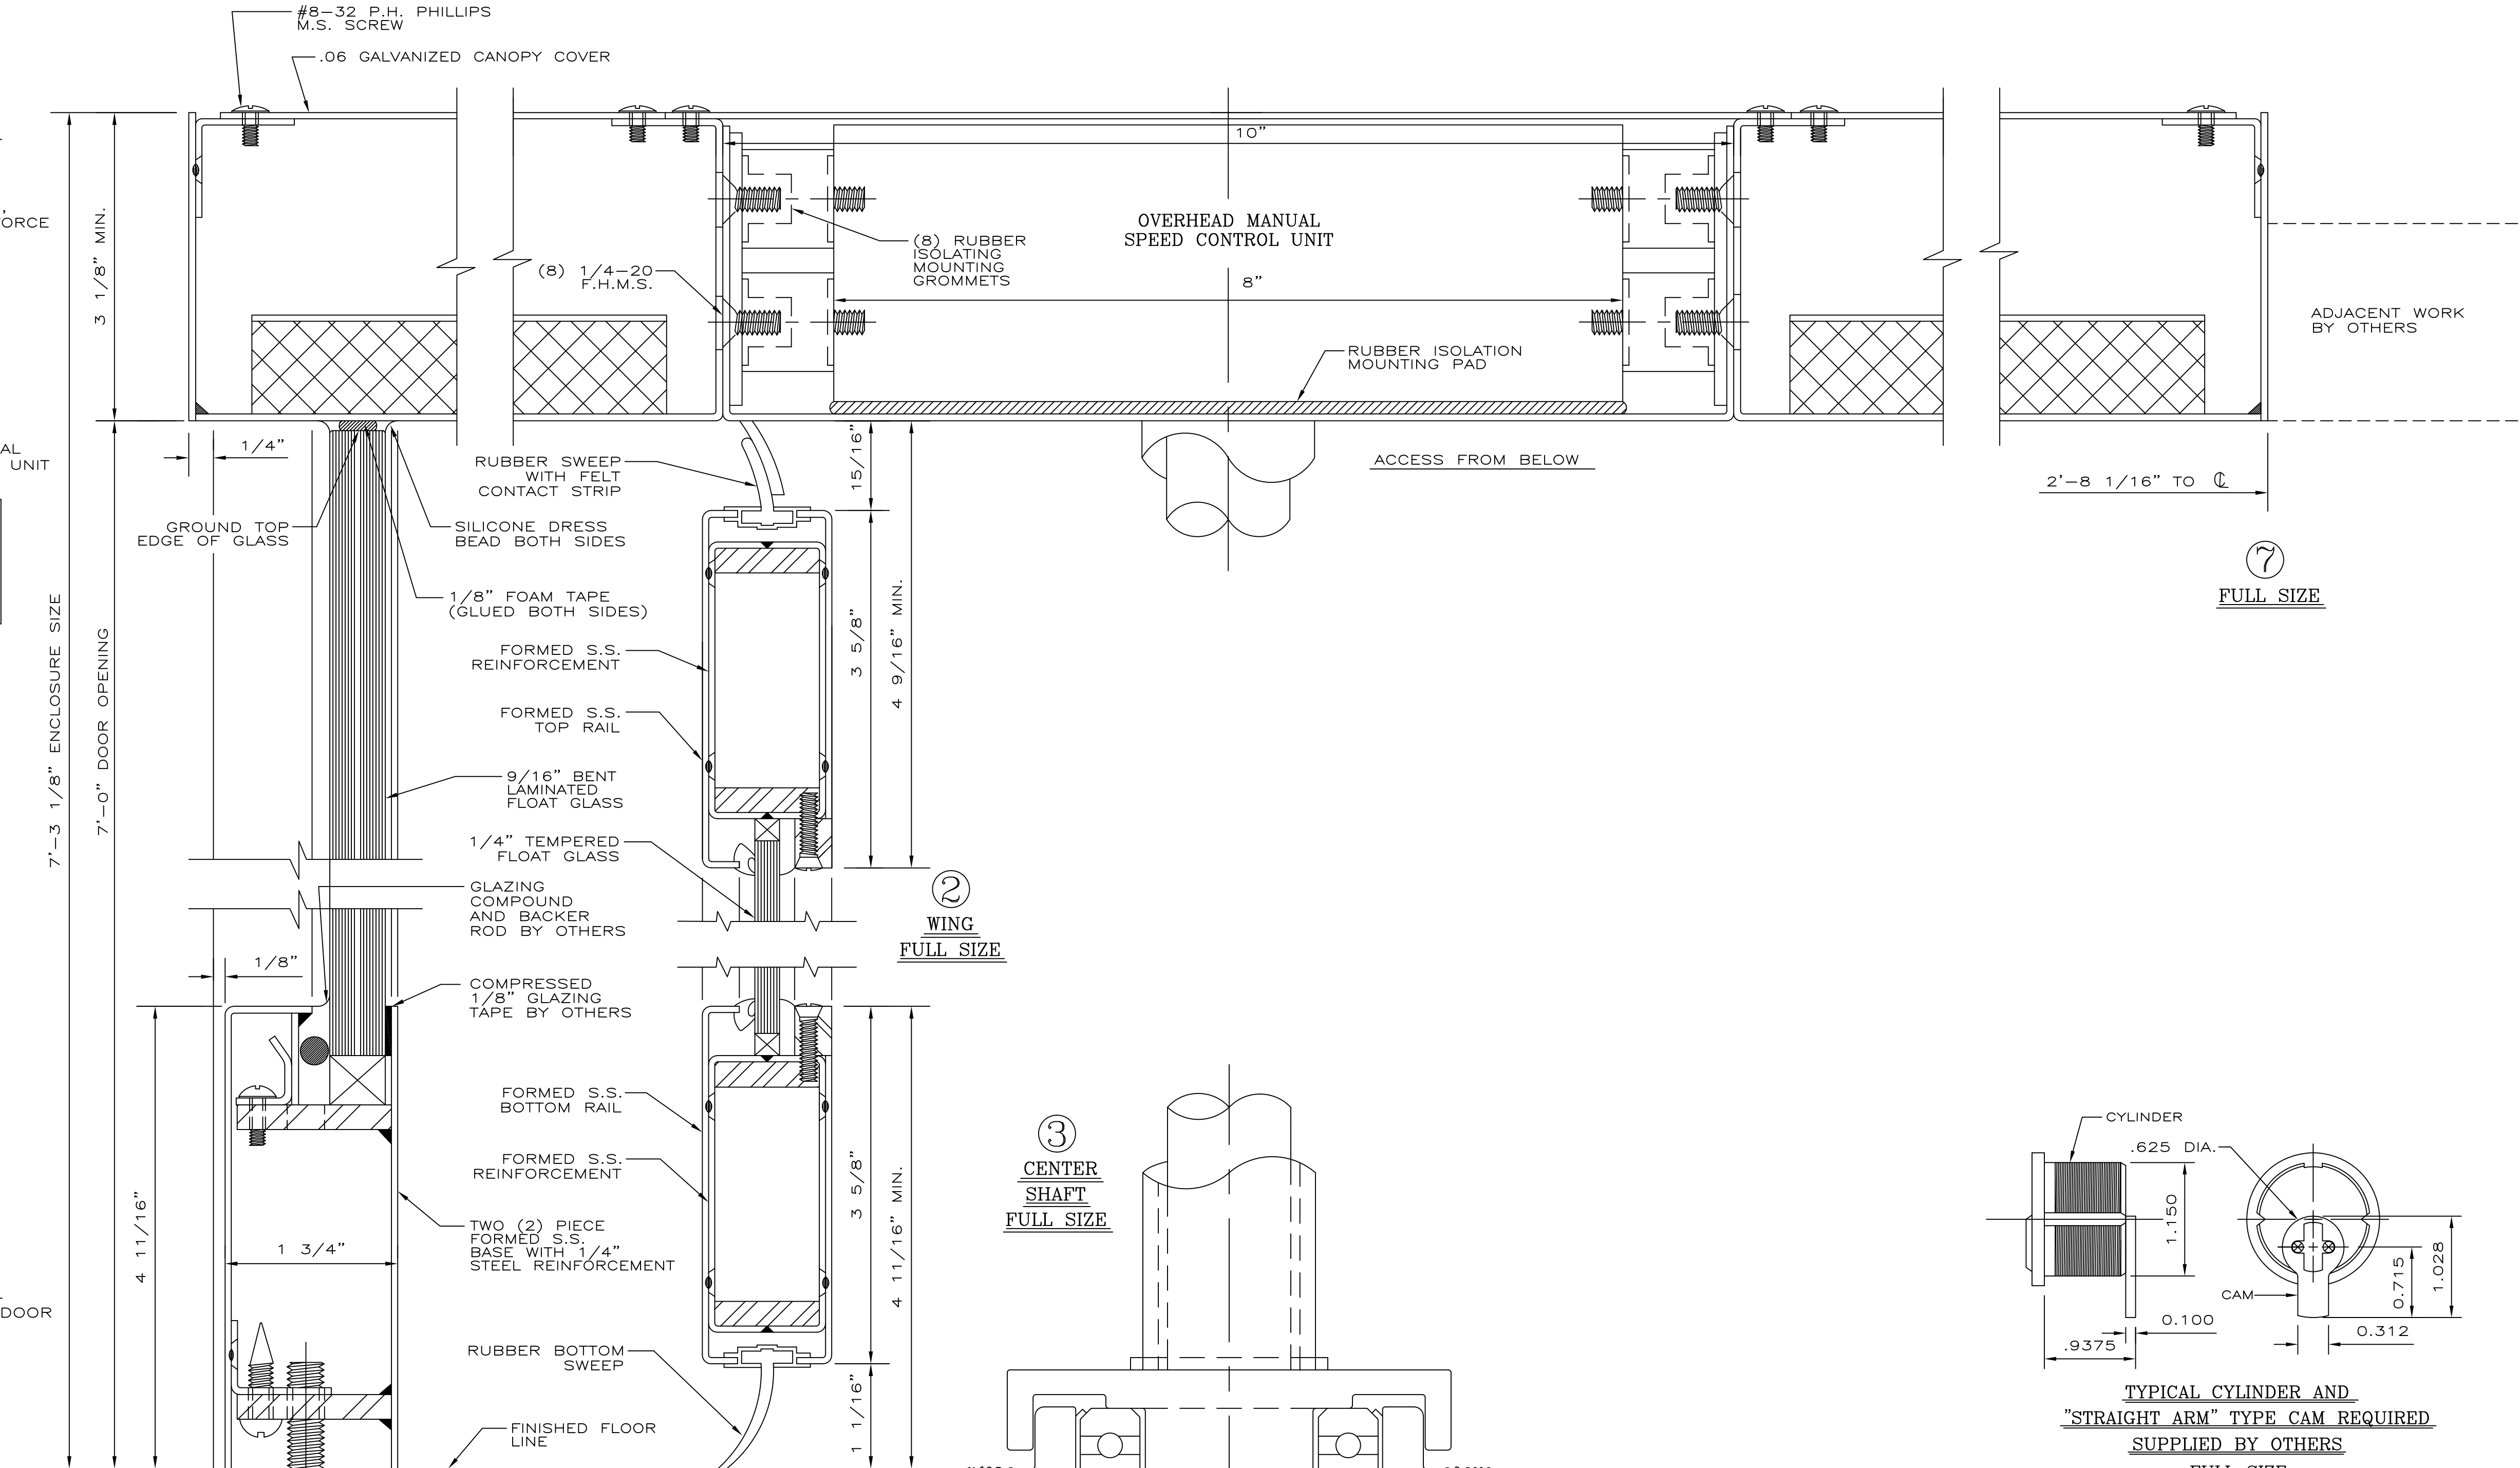 #8-32 P.H. PHILLIPS
M.S. SCREW
.06 GALVANIZED CANOPY COVER
FORCE
AL
UNIT
DOOR
7'-3 1/8" ENCLOSURE SIZE
7'-0" DOOR OPENING
3 1/8" MIN.
10"
OVERHEAD MANUAL
SPEED CONTROL UNIT
8"
(8) RUBBER
ISOLATING
MOUNTING
GROMMETS
(8) 1/4-20
F.H.M.S.
RUBBER ISOLATION
MOUNTING PAD
ADJACENT WORK
BY OTHERS
1/4"
RUBBER SWEEP
WITH FELT
CONTACT STRIP
15/16"
ACCESS FROM BELOW
2'-8 1/16" TO ℄
GROUND TOP
EDGE OF GLASS
SILICONE DRESS
BEAD BOTH SIDES
7
FULL SIZE
1/8" FOAM TAPE
(GLUED BOTH SIDES)
3 5/8"
4 9/16" MIN.
FORMED S.S.
REINFORCEMENT
FORMED S.S.
TOP RAIL
9/16" BENT
LAMINATED
FLOAT GLASS
1/4" TEMPERED
FLOAT GLASS
2
WING
FULL SIZE
GLAZING
COMPOUND
AND BACKER
ROD BY OTHERS
1/8"
COMPRESSED
1/8" GLAZING
TAPE BY OTHERS
FORMED S.S.
BOTTOM RAIL
FORMED S.S.
REINFORCEMENT
3 5/8"
4 11/16" MIN.
3
CENTER
SHAFT
FULL SIZE
4 11/16"
1 3/4"
TWO (2) PIECE
FORMED S.S.
BASE WITH 1/4"
STEEL REINFORCEMENT
RUBBER BOTTOM
SWEEP
1 1/16"
FINISHED FLOOR
LINE
CYLINDER
.625 DIA.
1.150
CAM
0.715
1.028
0.100
0.312
.9375
TYPICAL CYLINDER AND
"STRAIGHT ARM" TYPE CAM REQUIRED
SUPPLIED BY OTHERS
FULL SIZE